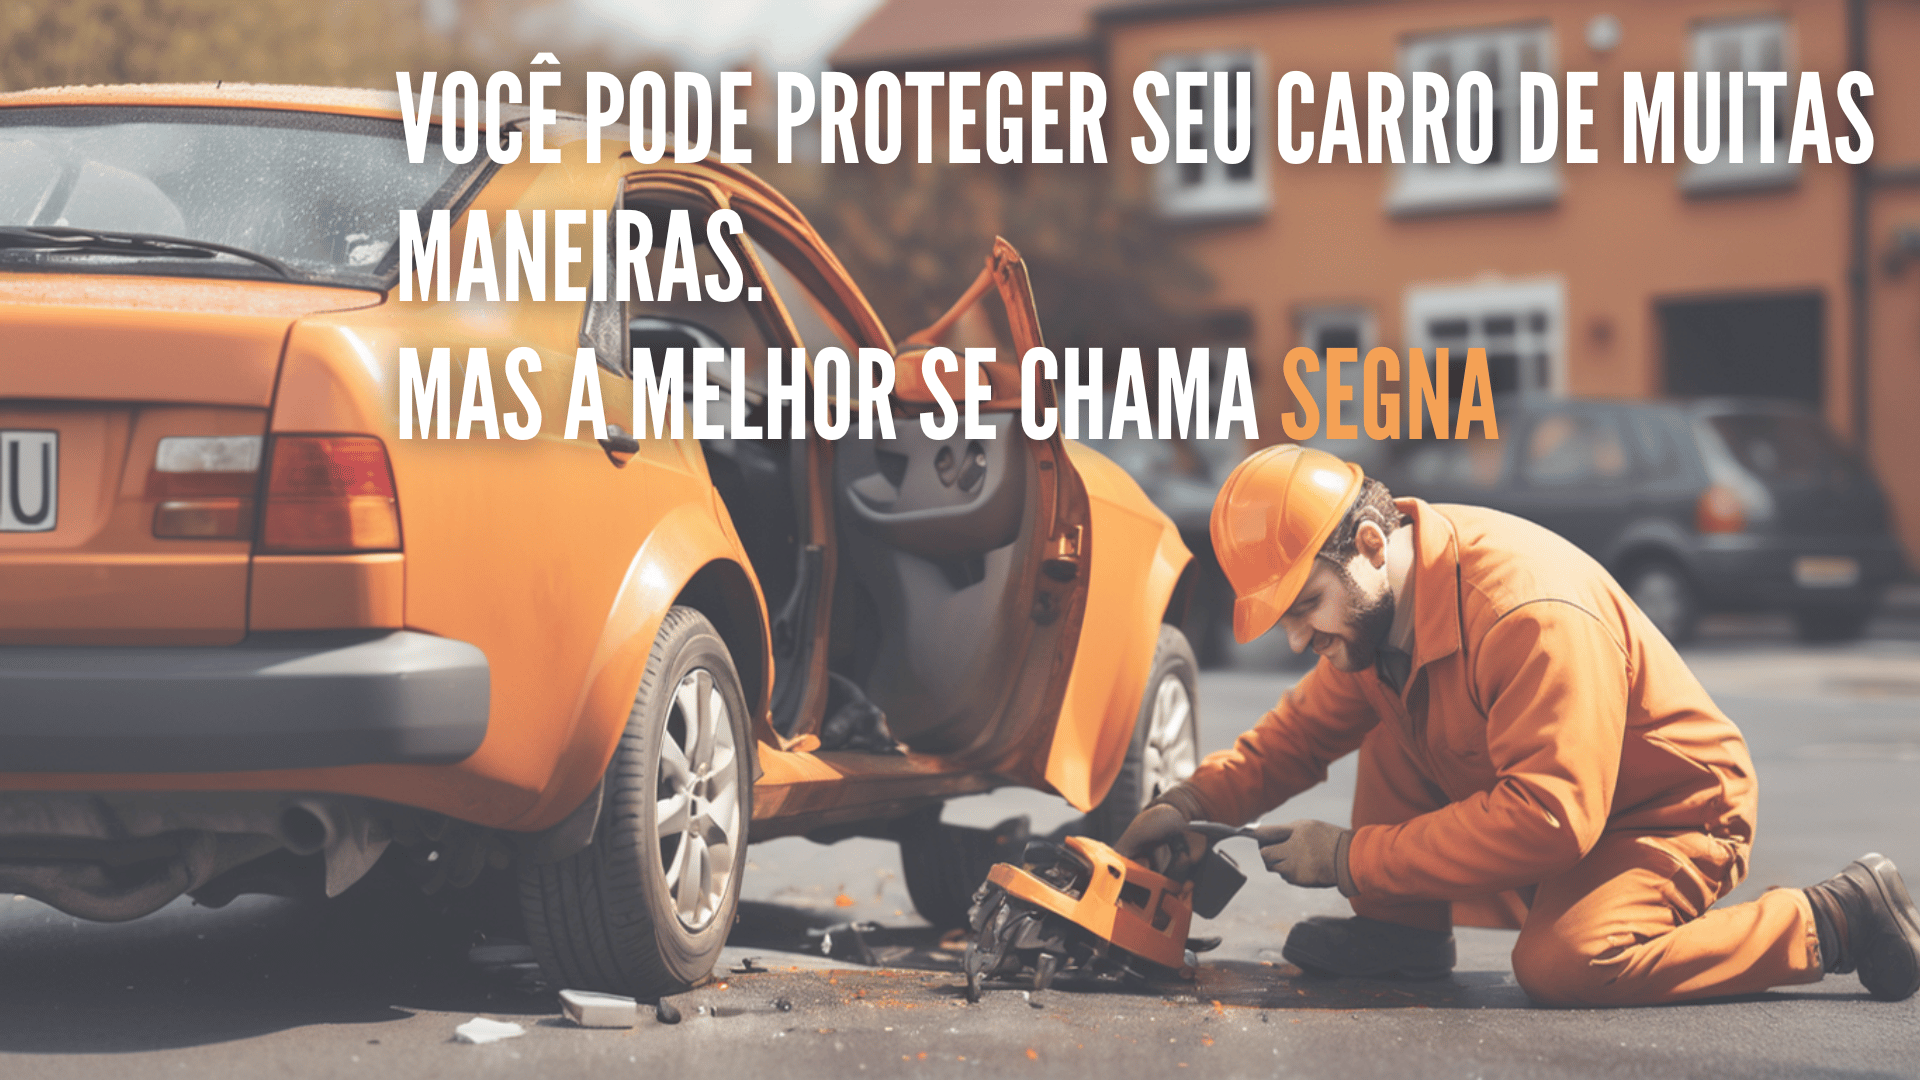 VOCÊ PODE PROTEGER SEU CARRO DE MUITAS
MANEIRAS.
MAS A MELHOR SE CHAMA SEGNA
U